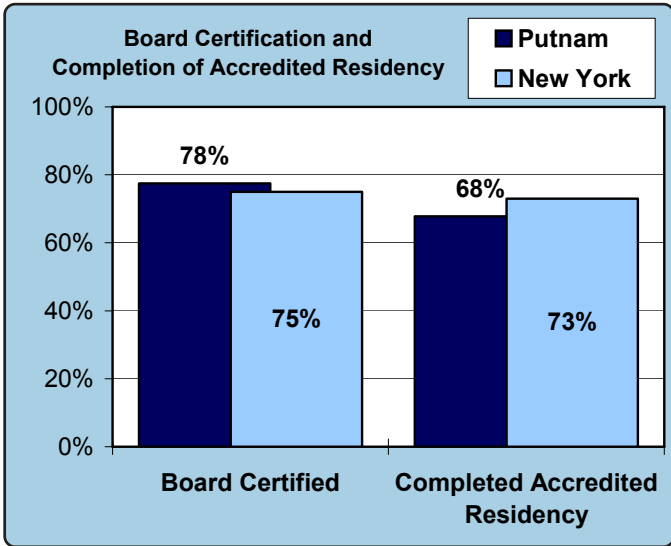 Board Certification and
Completion of Accredited Residency
Putnam
New York
100%
80%
60%
40%
20%
0%
78%
75%
68%
73%
Board Certified
Completed Accredited
Residency